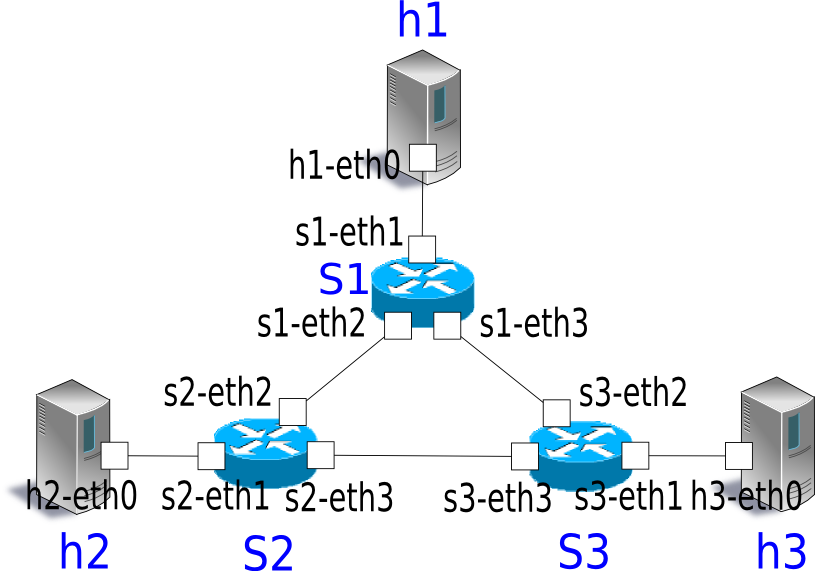 h1
h1-eth0
s1-eth1
S1
s1-eth2
s1-eth3
s2-eth2
s3-eth2
h2-eth0
s2-eth1
s2-eth3
s3-eth3
s3-eth1
h3-eth0
h2
S2
S3
h3